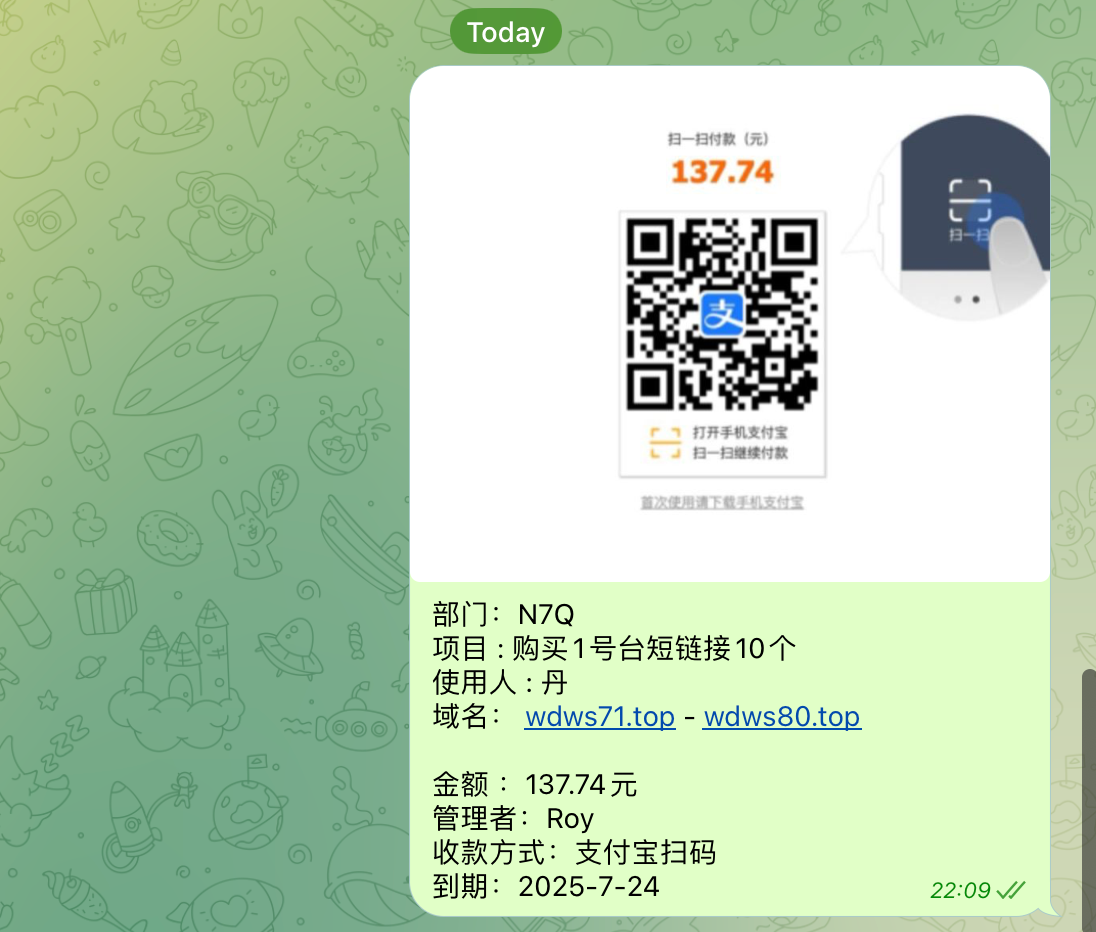 Today
扫一扫付款（元）
137.74
扫一扫
支
打开手机支付宝
扫一扫继续付款
首次使用请下载手机支付宝
部门：N7Q
项目 : 购买1号台短链接10个
使用人 : 丹
域名： wdws71.top - wdws80.top
金额 ：137.74元
管理者：Roy
收款方式：支付宝扫码
到期：2025-7-24
22:09